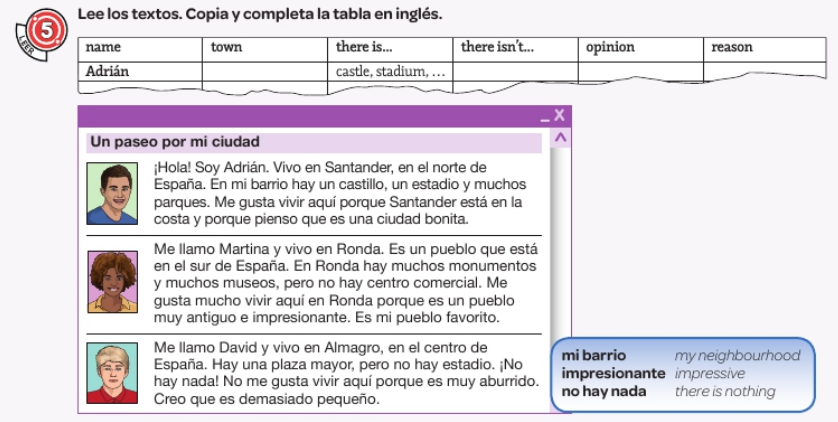 5
LEER
Lee los textos. Copia y completa la tabla en inglés.
name town there is... there isn't... opinion reason
Adrián castle, stadium, ...
_ X
Un paseo por mi ciudad
¡Hola! Soy Adrián. Vivo en Santander, en el norte de
España. En mi barrio hay un castillo, un estadio y muchos
parques. Me gusta vivir aquí porque Santander está en la
costa y porque pienso que es una ciudad bonita.
Me llamo Martina y vivo en Ronda. Es un pueblo que está
en el sur de España. En Ronda hay muchos monumentos
y muchos museos, pero no hay centro comercial. Me
gusta mucho vivir aquí en Ronda porque es un pueblo
muy antiguo e impresionante. Es mi pueblo favorito.
Me llamo David y vivo en Almagro, en el centro de
España. Hay una plaza mayor, pero no hay estadio. ¡No
hay nada! No me gusta vivir aquí porque es muy aburrido.
Creo que es demasiado pequeño.
mi barrio my neighbourhood
impresionante impressive
no hay nada there is nothing